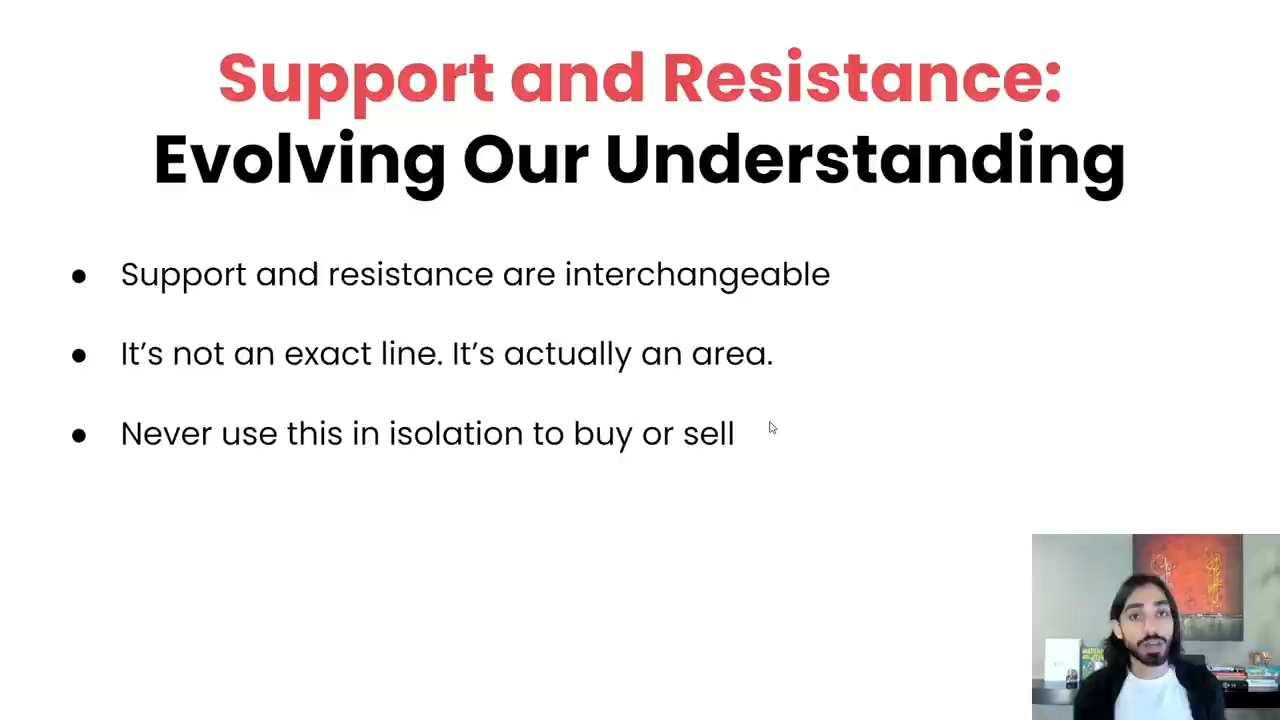 Support and Resistance:
Evolving Our Understanding
● Support and resistance are interchangeable
● It’s not an exact line. It’s actually an area.
● Never use this in isolation to buy or sell